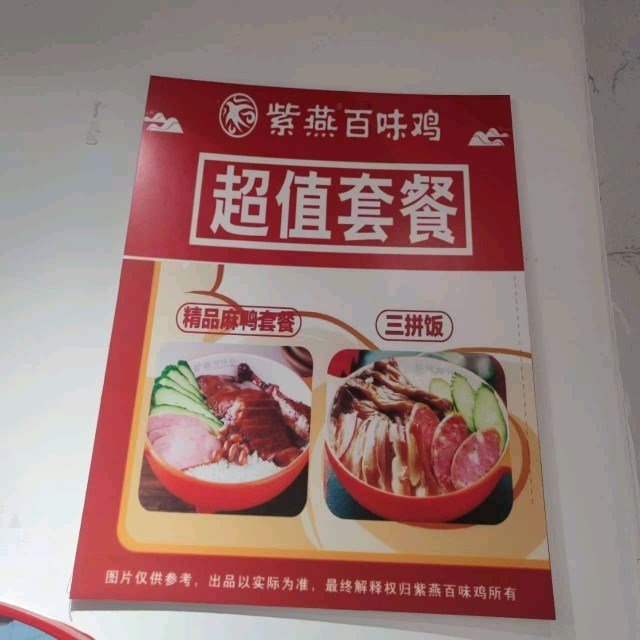 紫燕百味鸡
超值套餐
精品麻鸭套餐
三拼饭
图片仅供参考，出品以实际为准，最终解释权归紫燕百味鸡所有